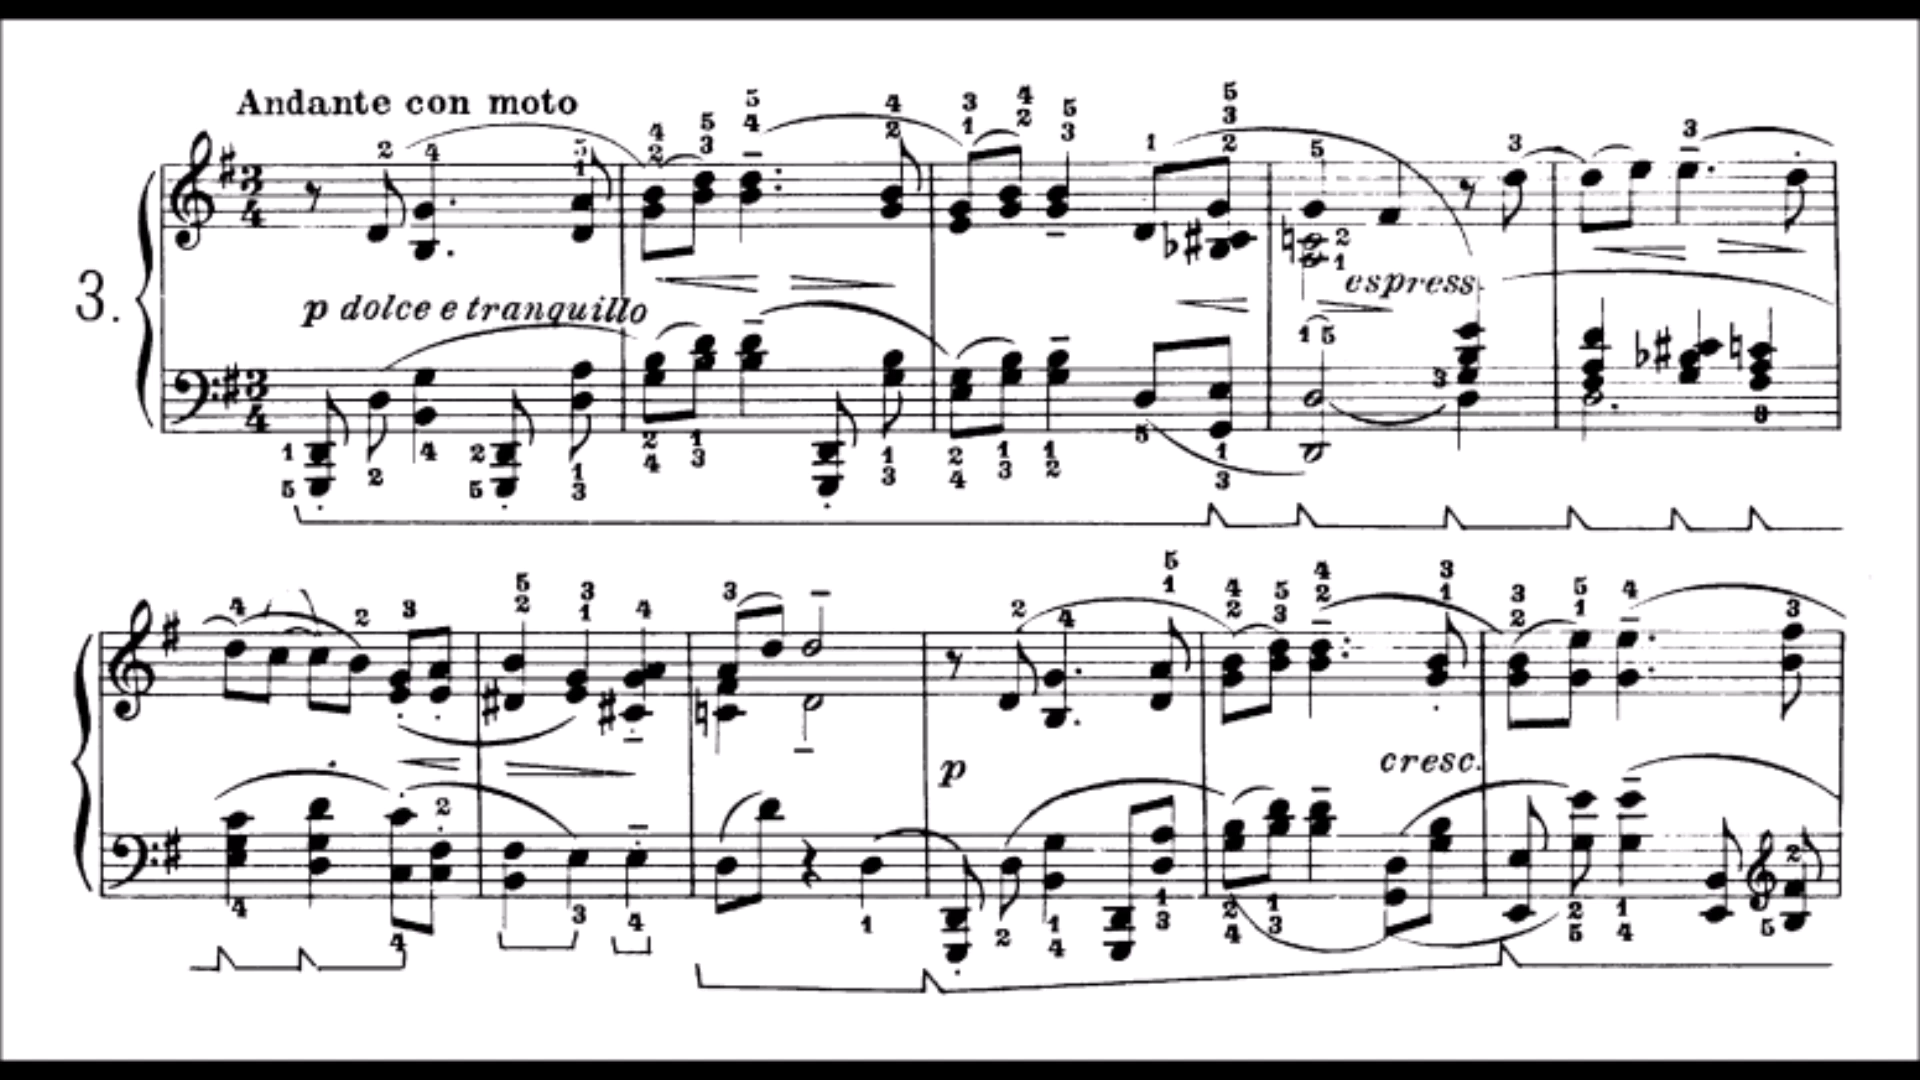 Andante con moto
3.
p dolce e tranquillo
espress.
p
cresc.